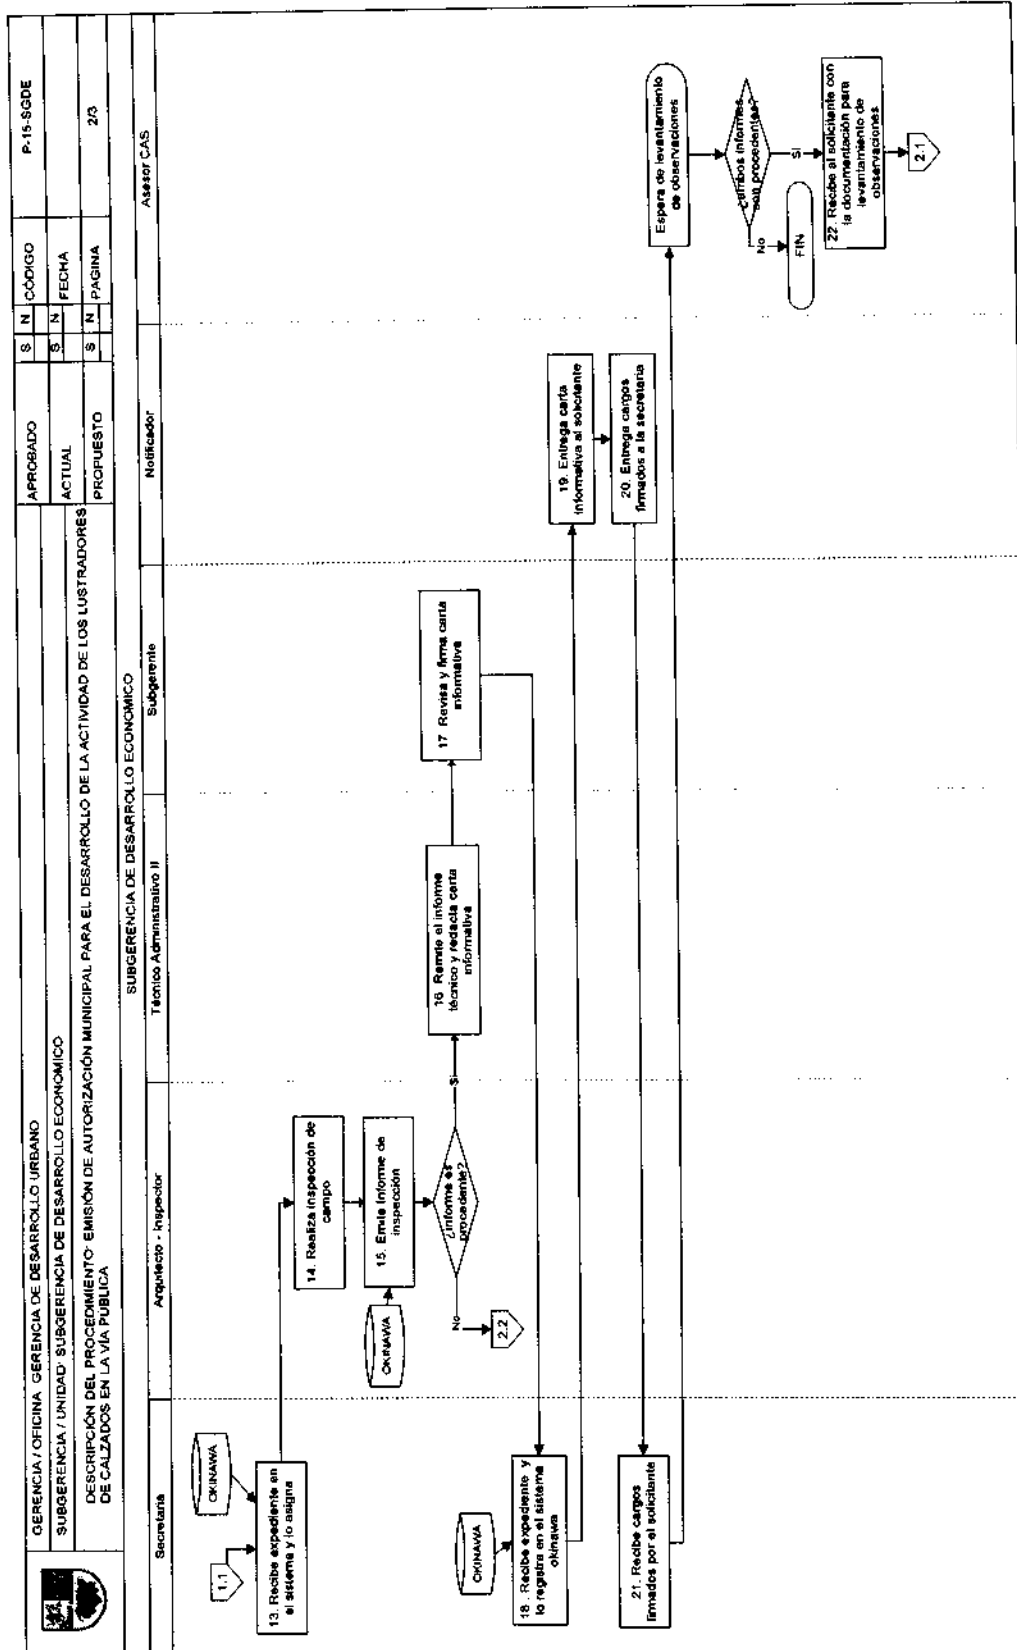 GERENCIA / OFICINA GERENCIA DE DESARROLLO URBANO
APROBADO
S N
CÓDIGO
P-15-SGDE
SUBGERENCIA / UNIDAD: SUBGERENCIA DE DESARROLLO ECONOMICO
ACTUAL
S N
FECHA
DESCRIPCIÓN DEL PROCEDIMIENTO: EMISIÓN DE AUTORIZACIÓN MUNICIPAL PARA EL DESARROLLO DE LA ACTIVIDAD DE LOS LUSTRADORES
DE CALZADOS EN LA VÍA PUBLICA
PROPUESTO
S N
PAGINA
2/3
SUBGERENCIA DE DESARROLLO ECONOMICO
Secretaria
Arquitecto - Inspector
Técnico Administrativo II
Subgerente
Notificador
Asesor CAS
1.1
OKINAWA
13. Recibe expediente en
el sistema y lo asigna
14. Realiza inspección de
campo
OKINAWA
15. Emite Informe de
inspección
¿Informe es
procedente?
No
2.2
Si
16 Remite el informe
técnico y redacta carta
informativa
17 Revisa y firma carta
informativa
OKINAWA
18 . Recibe expediente y
lo registra en el sistema
okinawa
19. Entrega carta
informativa al solicitante
20. Entrega cargos
firmados a la secretaria
21. Recibe cargos
firmados por el solicitante
Espera de levantamiento
de observaciones
¿ambos informes
son procedentes?
No
FIN
SI
22. Recibe al solicitante con
la documentación para
levantamiento de
observaciones
2.1